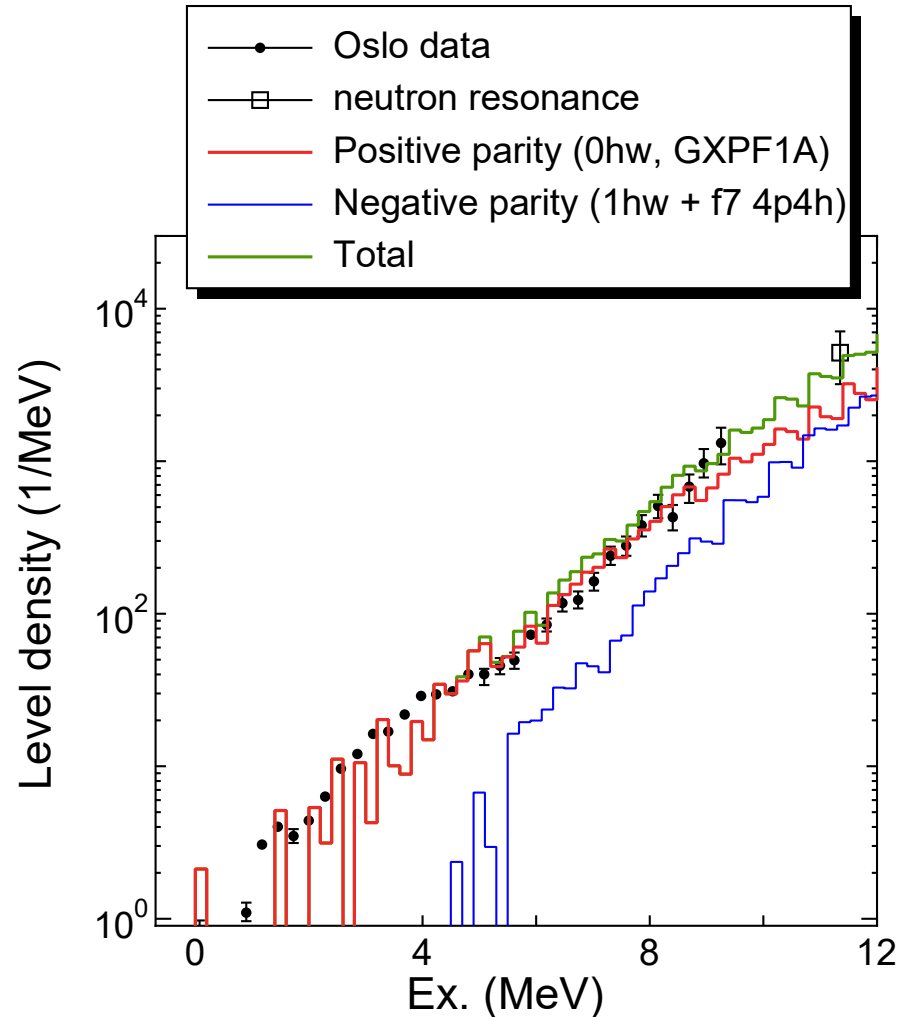 Oslo data
neutron resonance
Positive parity (0hw, GXPF1A)
Negative parity (1hw + f7 4p4h)
Total
10^4
10^2
10^0
Level density (1/MeV)
0 4 8 12
Ex. (MeV)